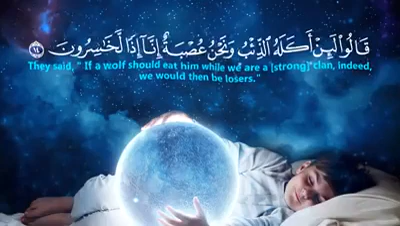 قَالُوا۟ لَئِنْ أَكَلَهُ ٱلذِّئْبُ وَنَحْنُ عُصْبَةٌ إِنَّآ إِذًا لَّخَـٰسِرُونَ ١٤
They said, " If a wolf should eat him while we are a [strong] clan, indeed,
we would then be losers."